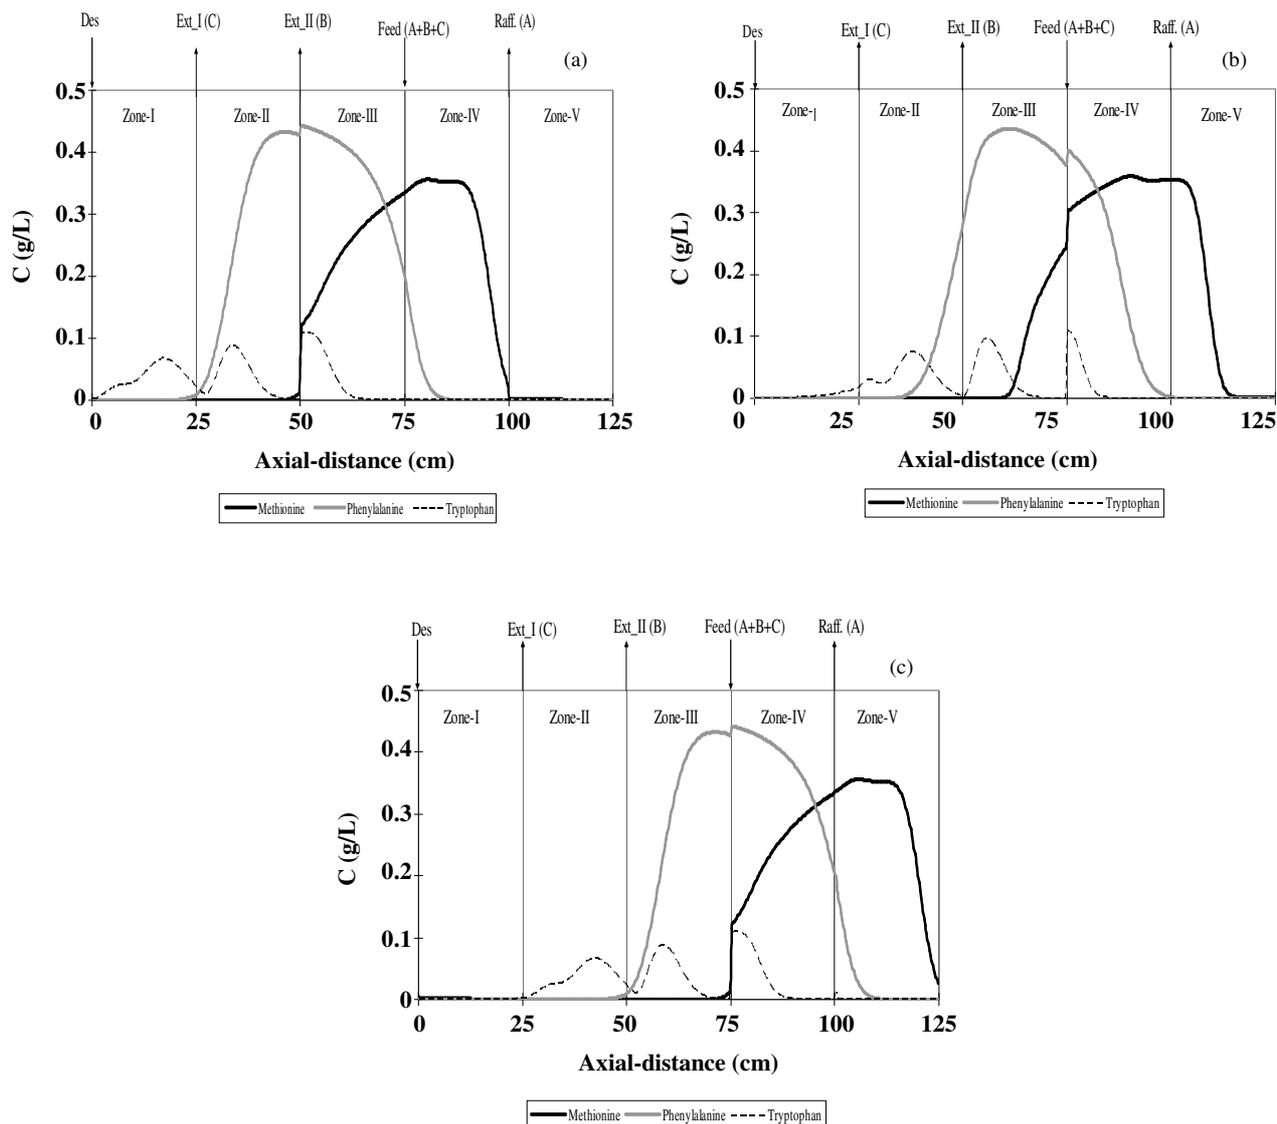 Des Ext_I (C) Ext_II (B) Feed (A+B+C) Raff. (A)
(a)
0.5
0.4
0.3
0.2
0.1
0
C (g/L)
Zone-I Zone-II Zone-III Zone-IV Zone-V
0 25 50 75 100 125
Axial-distance (cm)
Methionine Phenylalanine Tryptophan
Des Ext_I (C) Ext_II (B) Feed (A+B+C) Raff. (A)
(b)
0.5
0.4
0.3
0.2
0.1
0
C (g/L)
Zone-I Zone-II Zone-III Zone-IV Zone-V
0 25 50 75 100 125
Axial-distance (cm)
Methionine Phenylalanine Tryptophan
Des Ext_I (C) Ext_II (B) Feed (A+B+C) Raff. (A)
(c)
0.5
0.4
0.3
0.2
0.1
0
C (g/L)
Zone-I Zone-II Zone-III Zone-IV Zone-V
0 25 50 75 100 125
Axial-distance (cm)
Methionine Phenylalanine Tryptophan